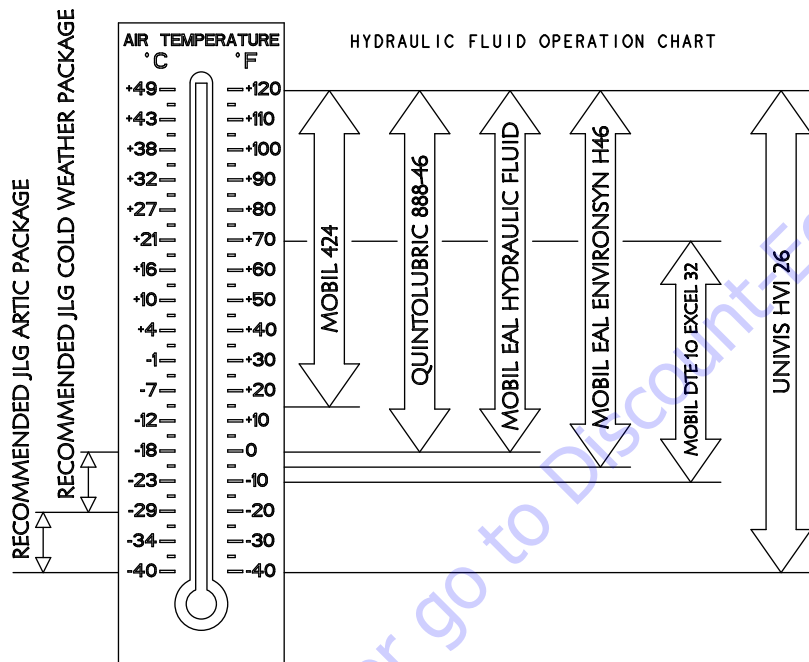 HYDRAULIC FLUID OPERATION CHART
AIR TEMPERATURE
°C °F
+49 +120
+43 +110
+38 +100
+32 +90
+27 +80
+21 +70
+16 +60
+10 +50
+4 +40
-1 +30
-7 +20
-12 +10
-18 0
-23 -10
-29 -20
-34 -30
-40 -40
RECOMMENDED JLG ARTIC PACKAGE
RECOMMENDED JLG COLD WEATHER PACKAGE
MOBIL 424
QUINTOLUBRIC 888-46
MOBIL EAL HYDRAULIC FLUID
MOBIL EAL ENVIRONSYN H46
MOBIL DTE 10 EXCEL 32
UNIVIS HVI 26
go to Discount-